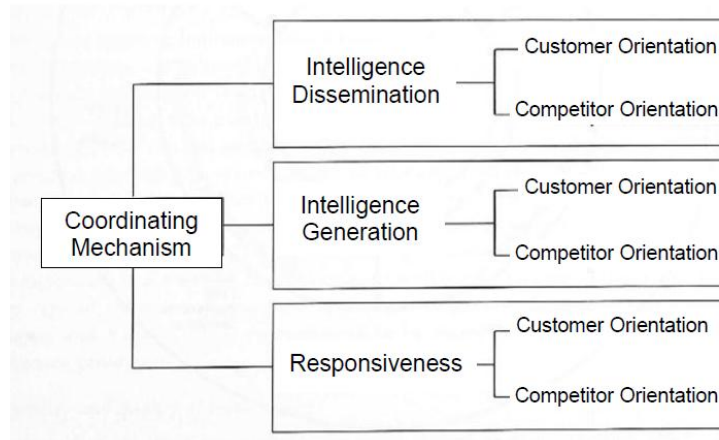 Intelligence
Dissemination
Customer Orientation
Competitor Orientation
Coordinating
Mechanism
Intelligence
Generation
Customer Orientation
Competitor Orientation
Responsiveness
Customer Orientation
Competitor Orientation